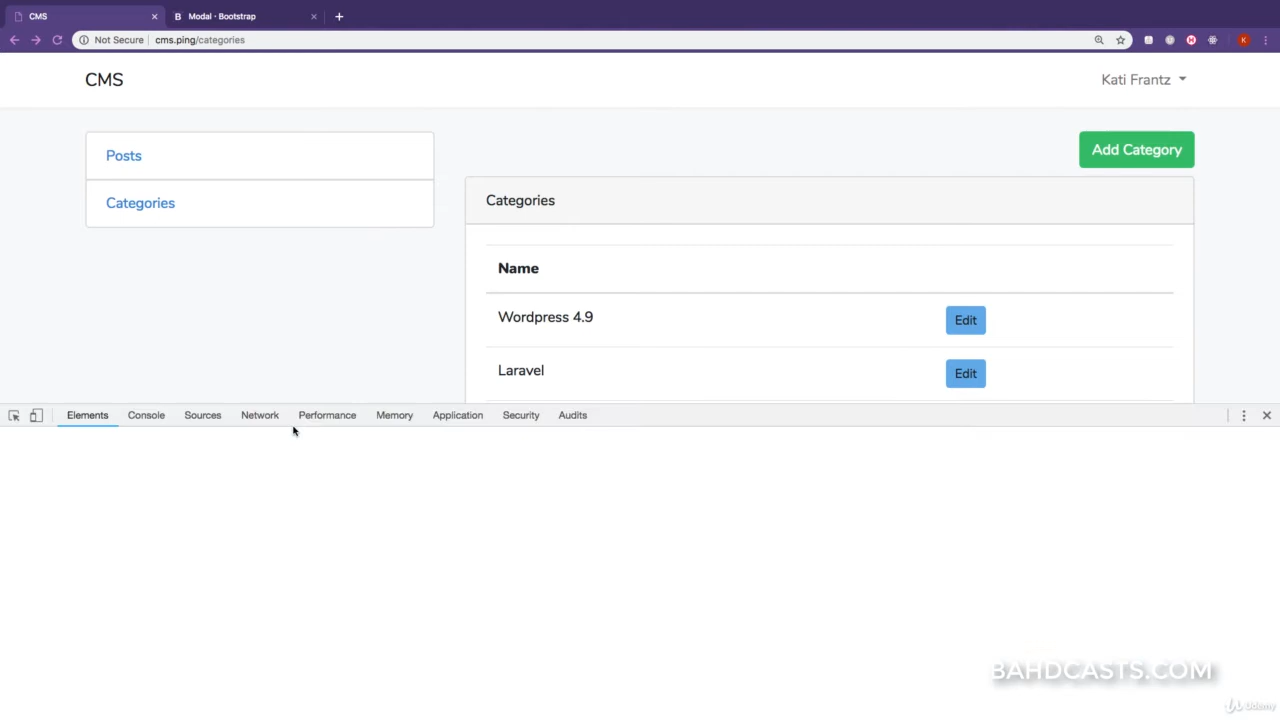 CMS
Modal · Bootstrap
Not Secure
cms.ping/categories
K
CMS
Kati Frantz
Posts
Categories
Add Category
Categories
Name
Wordpress 4.9
Edit
Laravel
Edit
Elements Console Sources Network Performance Memory Application Security Audits
BAHDCASTS.COM
Udemy